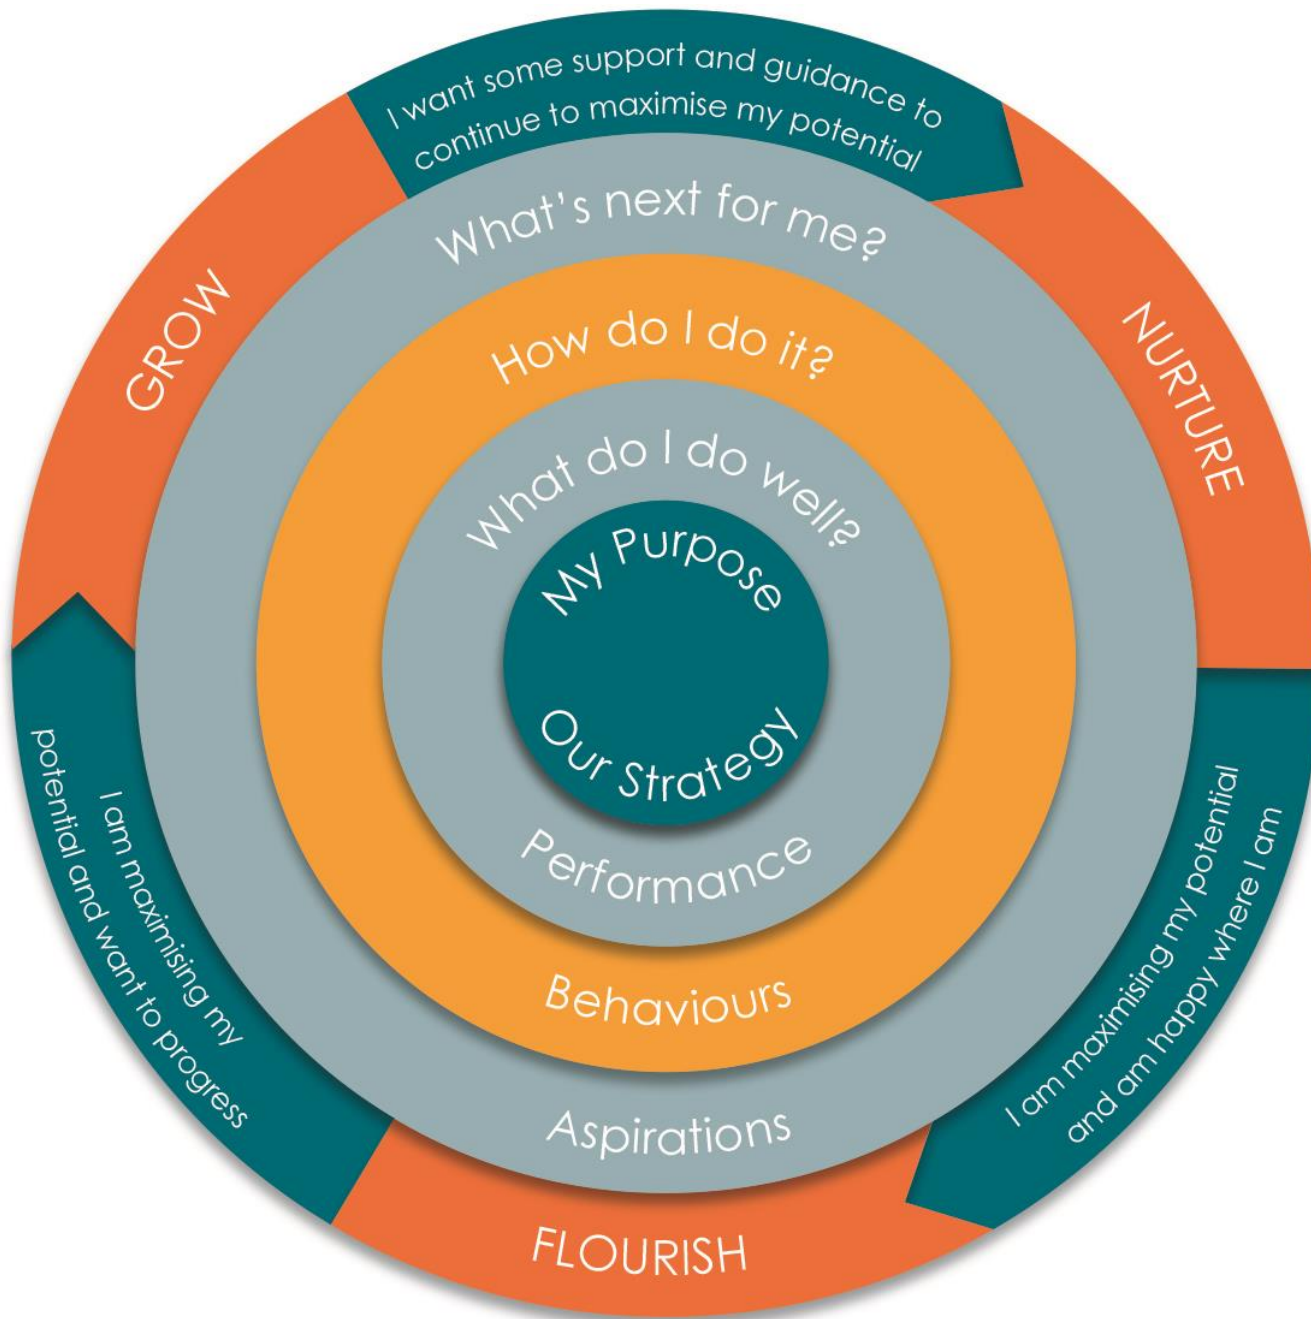 I want some support and guidance to
continue to maximise my potential
What's next for me?
How do I do it?
What do I do well?
My Purpose
Our Strategy
Performance
Behaviours
Aspirations
GROW
NURTURE
I am maximising my potential
and am happy where I am
FLOURISH
I am maximising my
potential and want to progress